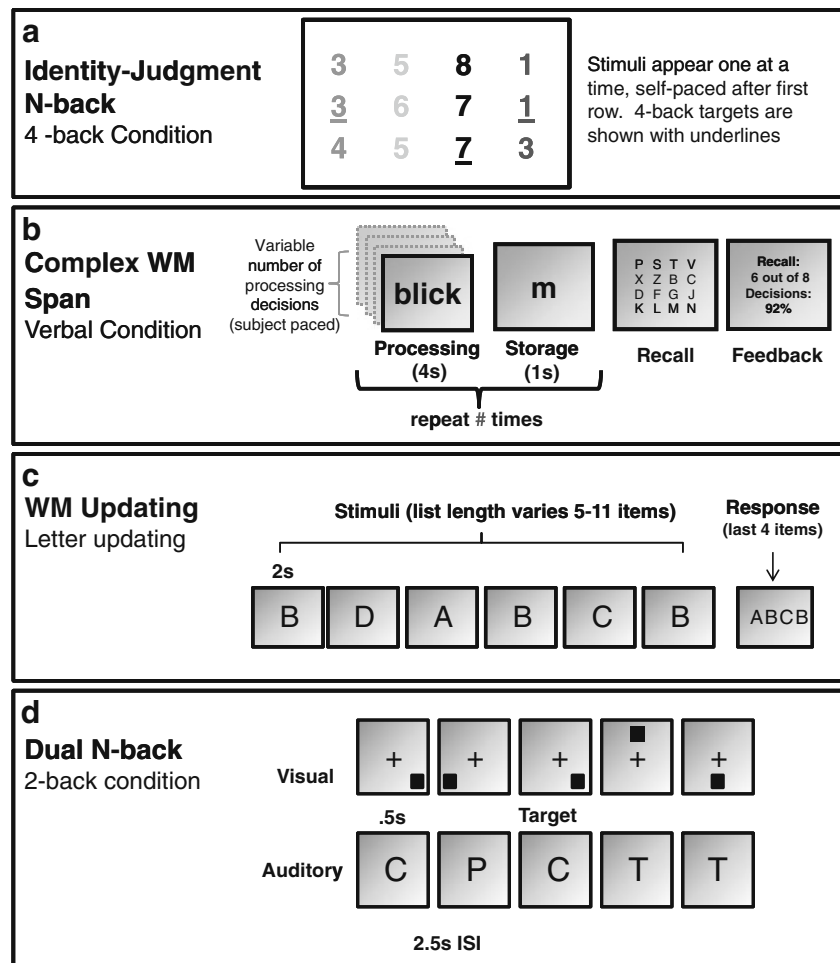 a
Identity-Judgment
N-back
4 -back Condition
3 5 8 1
3 6 7 1
4 5 7 3
Stimuli appear one at a
time, self-paced after first
row. 4-back targets are
shown with underlines
b
Complex WM
Span
Verbal Condition
Variable
number of
processing
decisions
(subject paced)
blick
Processing
(4s)
m
Storage
(1s)
repeat # times
P S T V
X Z B C
D F G J
K L M N
Recall
Recall:
6 out of 8
Decisions:
92%
Feedback
c
WM Updating
Letter updating
Stimuli (list length varies 5-11 items)
Response
(last 4 items)
2s
B D A B C B
ABCB
d
Dual N-back
2-back condition
Visual
+ + + + +
.5s Target
Auditory
C P C T T
2.5s ISI